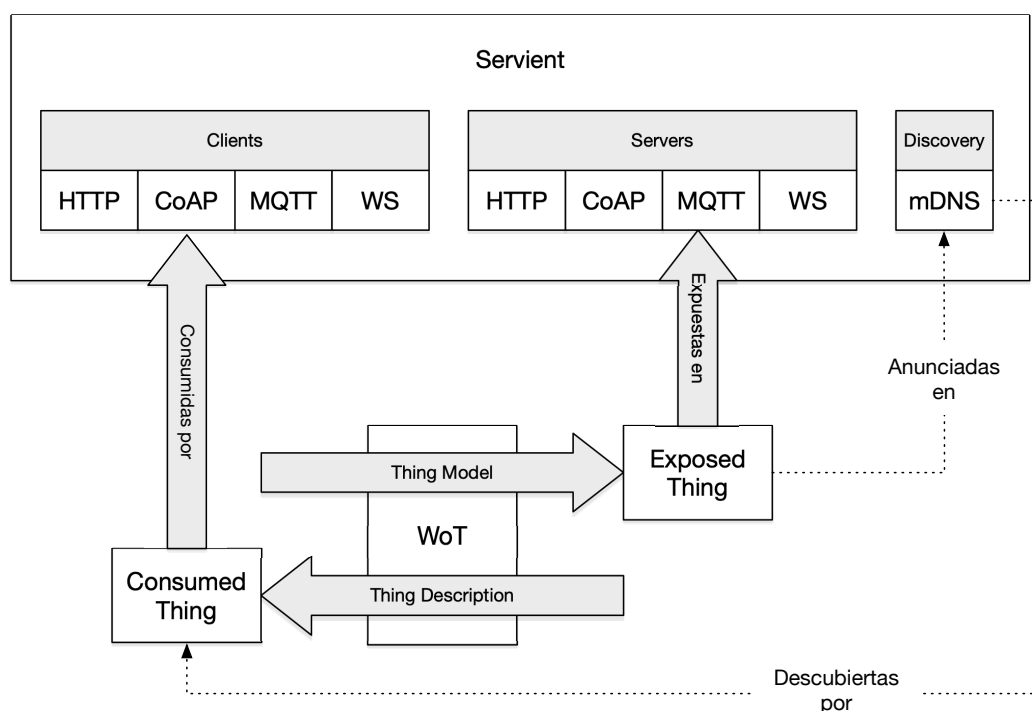 Servient
Clients
Servers
Discovery
HTTP
CoAP
MQTT
WS
HTTP
CoAP
MQTT
WS
mDNS
Consumidas por
Expuestas en
Anunciadas
en
Thing Model
Exposed
Thing
WoT
Consumed
Thing
Thing Description
Descubiertas
por